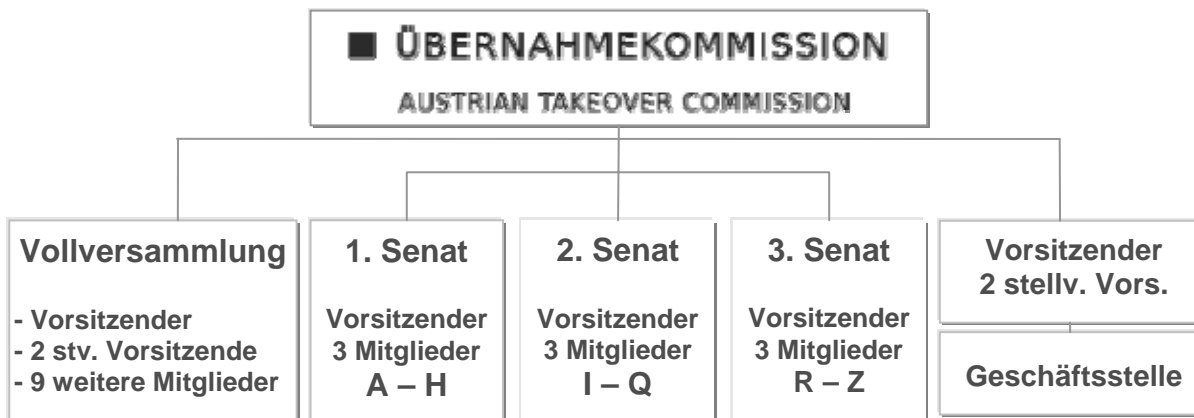 ■ ÜBERNAHMEKOMMISSION
AUSTRIAN TAKEOVER COMMISSION
Vollversammlung
- Vorsitzender
- 2 stv. Vorsitzende
- 9 weitere Mitglieder
1. Senat
Vorsitzender
3 Mitglieder
A – H
2. Senat
Vorsitzender
3 Mitglieder
I – Q
3. Senat
Vorsitzender
3 Mitglieder
R – Z
Vorsitzender
2 stellv. Vors.
Geschäftsstelle